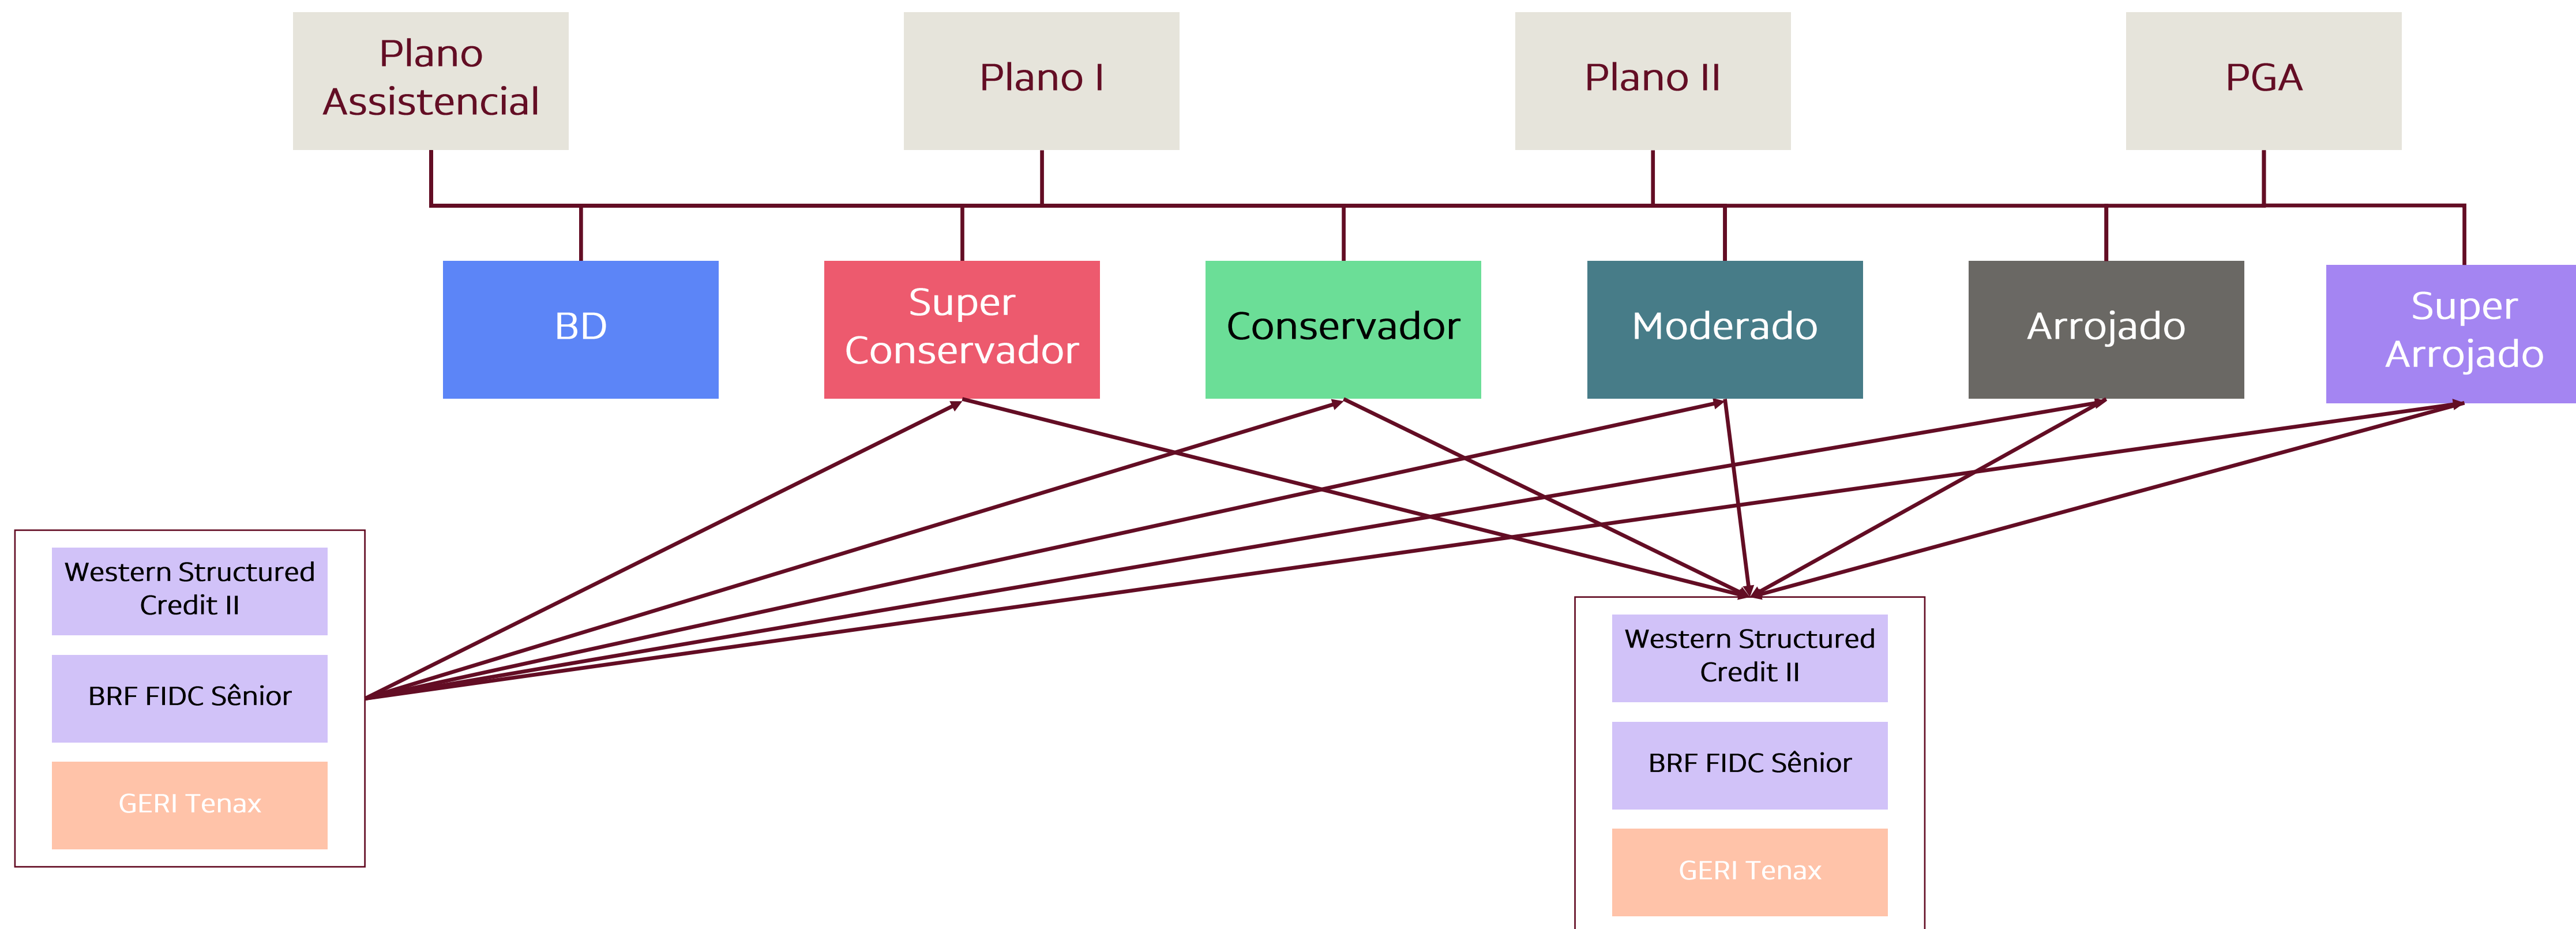 Plano
Assistencial
Plano I
Plano II
PGA
BD
Super
Conservador
Conservador
Moderado
Arrojado
Super
Arrojado
Western Structured
Credit II
BRF FIDC Sênior
GERI Tenax
Western Structured
Credit II
BRF FIDC Sênior
GERI Tenax